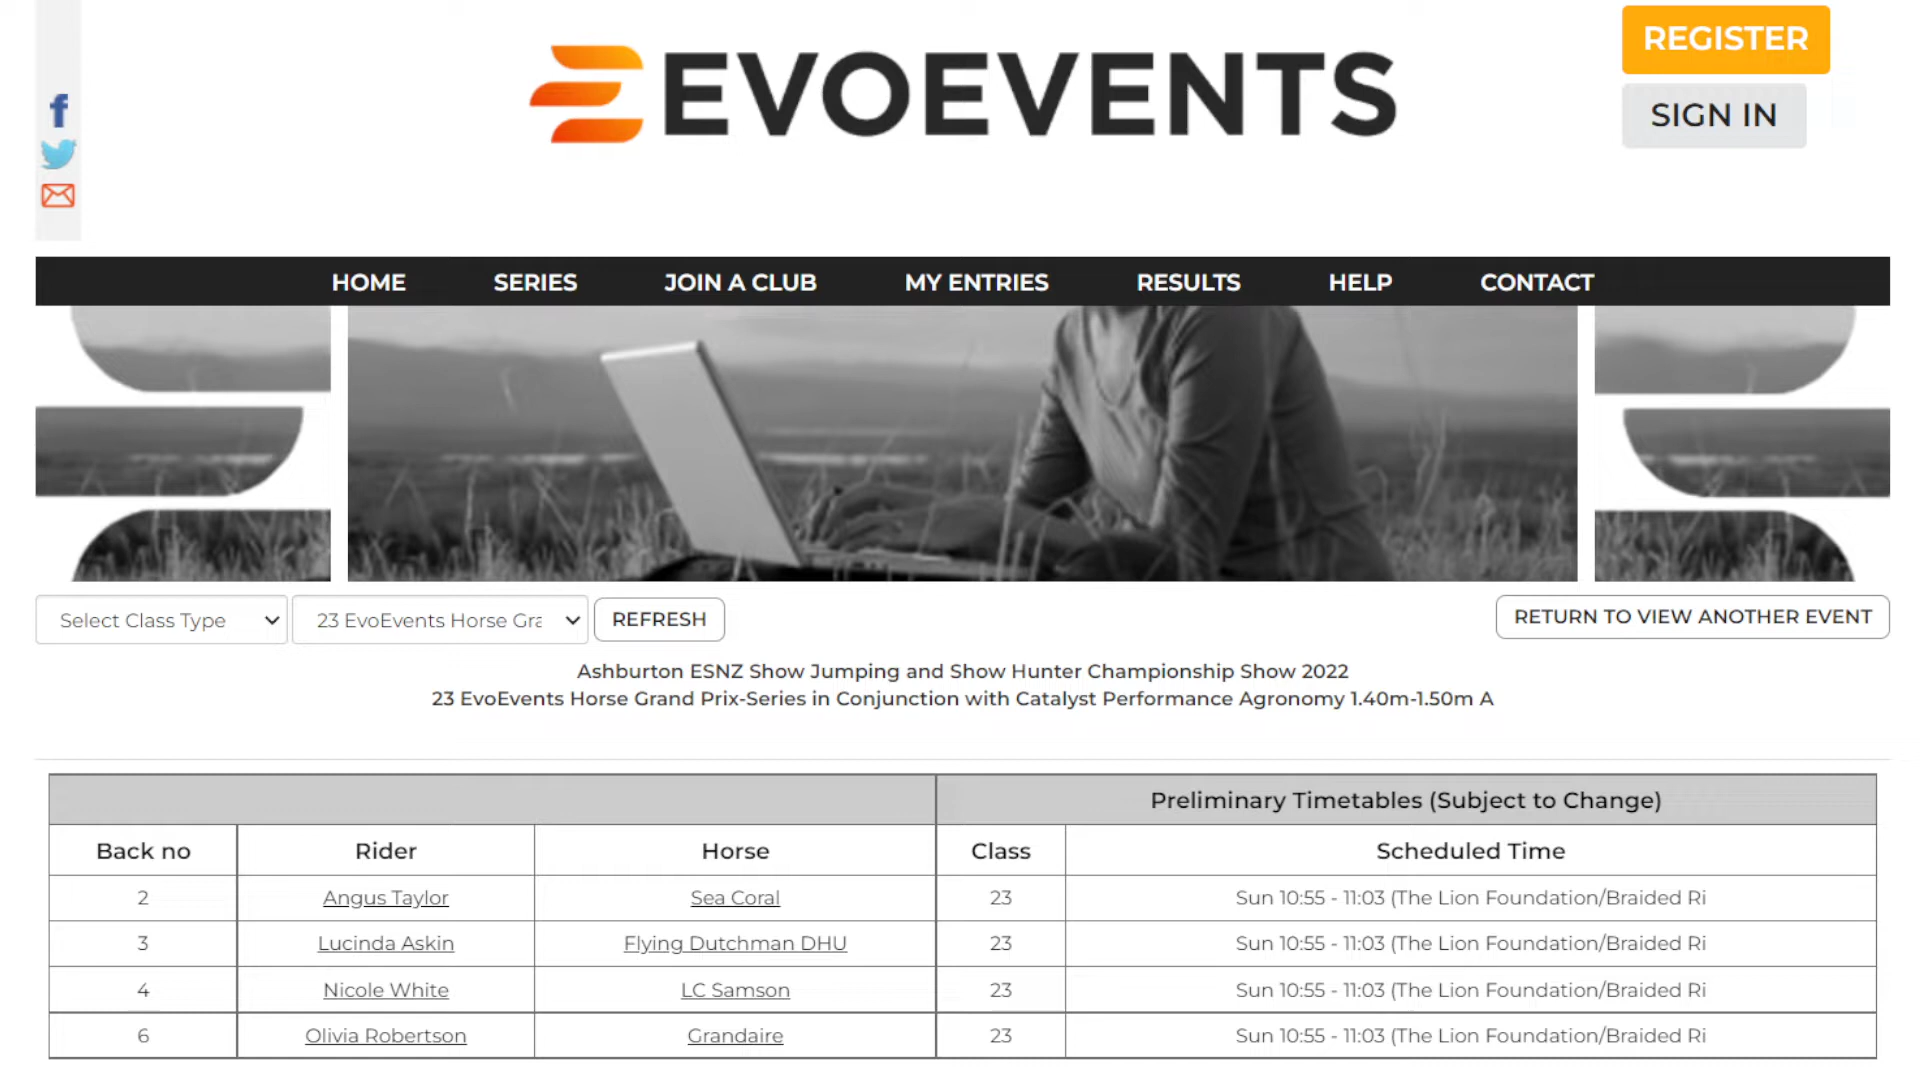 EVOEVENTS
REGISTER
SIGN IN
HOME SERIES JOIN A CLUB MY ENTRIES RESULTS HELP CONTACT
Select Class Type 23 EvoEvents Horse Gra REFRESH RETURN TO VIEW ANOTHER EVENT
Ashburton ESNZ Show Jumping and Show Hunter Championship Show 2022
23 EvoEvents Horse Grand Prix-Series in Conjunction with Catalyst Performance Agronomy 1.40m-1.50m A
Preliminary Timetables (Subject to Change)
Back no Rider Horse Class Scheduled Time
2 Angus Taylor Sea Coral 23 Sun 10:55 - 11:03 (The Lion Foundation/Braided Ri
3 Lucinda Askin Flying Dutchman DHU 23 Sun 10:55 - 11:03 (The Lion Foundation/Braided Ri
4 Nicole White LC Samson 23 Sun 10:55 - 11:03 (The Lion Foundation/Braided Ri
6 Olivia Robertson Grandaire 23 Sun 10:55 - 11:03 (The Lion Foundation/Braided Ri